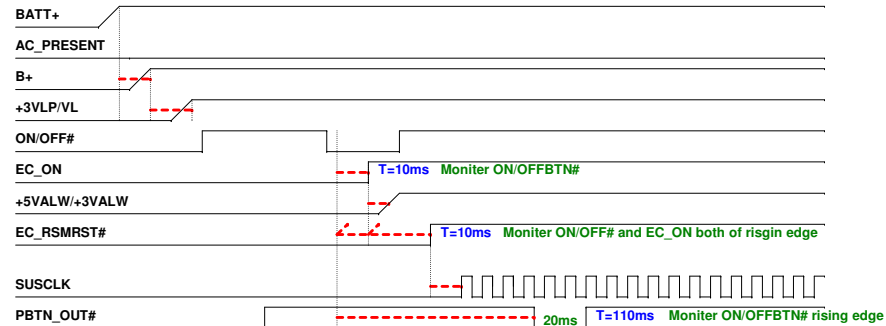 BATT+
AC_PRESENT
B+
+3VLP/VL
ON/OFF#
EC_ON T=10ms Moniter ON/OFFBTN#
+5VALW/+3VALW
EC_RSMRST# T=10ms Moniter ON/OFF# and EC_ON both of risgin edge
SUSCLK
PBTN_OUT# 20ms T=110ms Moniter ON/OFFBTN# rising edge